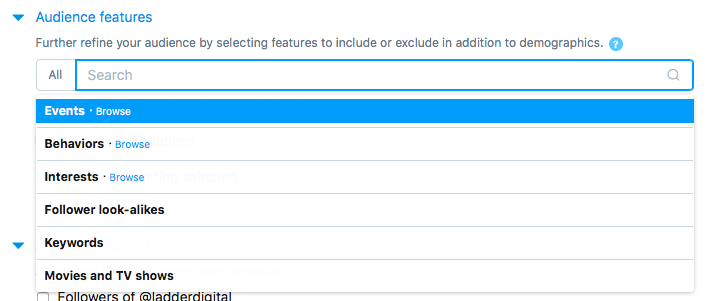 Audience features
Further refine your audience by selecting features to include or exclude in addition to demographics. ?
All Search
Events · Browse
Behaviors · Browse
Interests · Browse
Follower look-alikes
Keywords
Movies and TV shows
Followers of @ladderdigital